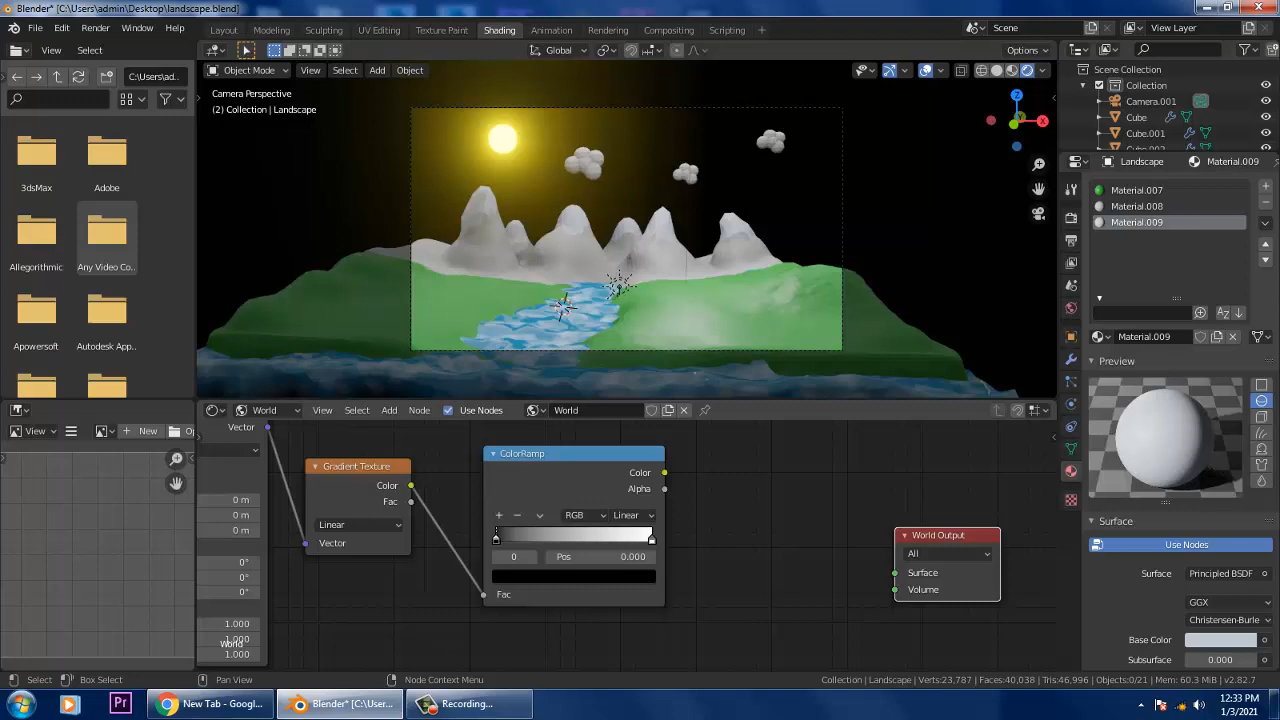 Blender* [C:\Users\admin\Desktop\landscape.blend]
File Edit Render Window Help
Layout Modeling Sculpting UV Editing Texture Paint Shading Animation Rendering Compositing Scripting
Scene
View Layer
View Select
Global
Options
C:\Users\ad..
Object Mode View Select Add Object
Camera Perspective
(2) Collection | Landscape
3dsMax
Adobe
Allegorithmic
Any Video Co..
Apowersoft
Autodesk App..
Z
Y
X
Scene Collection
Collection
Camera.001
Cube
Cube.001
Landscape
Material.009
Material.007
Material.008
Material.009
Material.009
Preview
Surface
Use Nodes
Surface Principled BSDF
GGX
Christensen-Burle
Base Color
Subsurface 0.000
View
New
Op
World View Select Add Node Use Nodes World
Vector
0 m
0 m
0 m
0°
0°
0°
1.000
1.000
1.000
World
Gradient Texture
Color
Fac
Linear
Vector
ColorRamp
Color
Alpha
RGB Linear
0 Pos 0.000
Fac
World Output
All
Surface
Volume
Select Box Select Pan View Node Context Menu
Collection | Landscape | Verts:23,787 | Faces:40,038 | Tris:46,996 | Objects:0/21 | Mem: 60.3 MiB | v2.82.7
New Tab - Googl...
Blender* [C:\Users...
Recording...
12:33 PM
1/3/2021